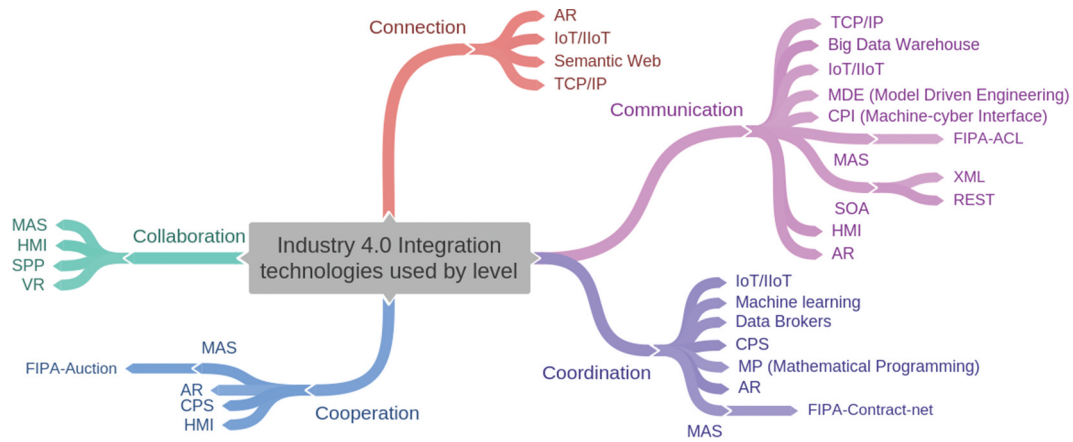 Industry 4.0 Integration
technologies used by level
Connection
AR
IoT/IIoT
Semantic Web
TCP/IP
Communication
TCP/IP
Big Data Warehouse
IoT/IIoT
MDE (Model Driven Engineering)
CPI (Machine-cyber Interface)
MAS
FIPA-ACL
SOA
XML
REST
HMI
AR
Coordination
IoT/IIoT
Machine learning
Data Brokers
CPS
MP (Mathematical Programming)
AR
MAS
FIPA-Contract-net
Cooperation
MAS
FIPA-Auction
AR
CPS
HMI
Collaboration
MAS
HMI
SPP
VR